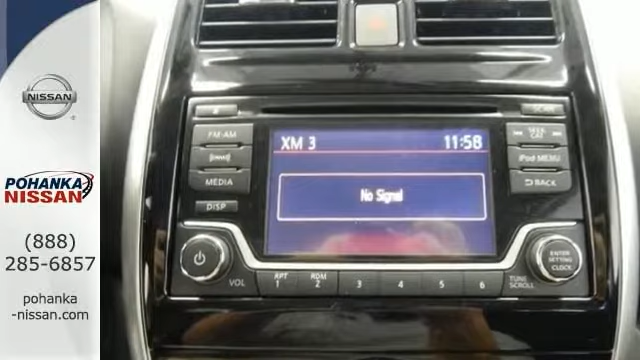 NISSAN
®
POHANKA
NISSAN
(888)
285-6857
pohanka
-nissan.com
SCAN
FM-AM
SEEK
CAT
XM 3
11:58
iPod MENU
MEDIA
No Signal
BACK
DISP
VOL
RPT
1
RDM
2
3
4
5
6
TUNE
SCROLL
ENTER
SETTING
CLOCK